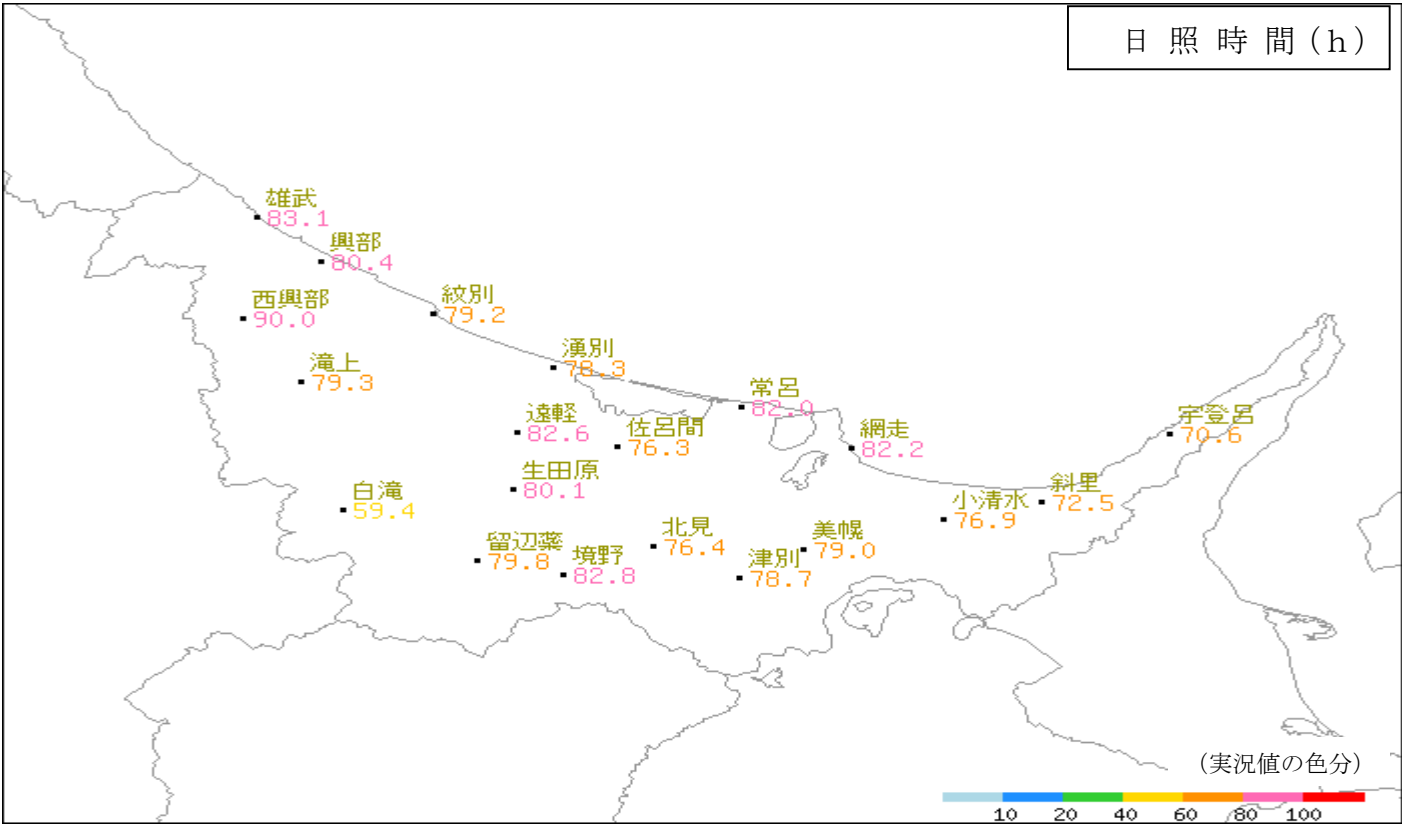 日 照 時 間 (ｈ)
雄武
83.1
興部
80.4
西興部
90.0
紋別
79.2
滝上
79.3
湧別
78.3
常呂
82.0
遠軽
82.6
佐呂間
76.3
網走
82.2
宇登呂
70.6
生田原
80.1
白滝
59.4
小清水
76.9
斜里
72.5
留辺蘂
79.8
境野
82.8
北見
76.4
津別
78.7
美幌
79.0
(実況値の色分)
10 20 40 60 80 100